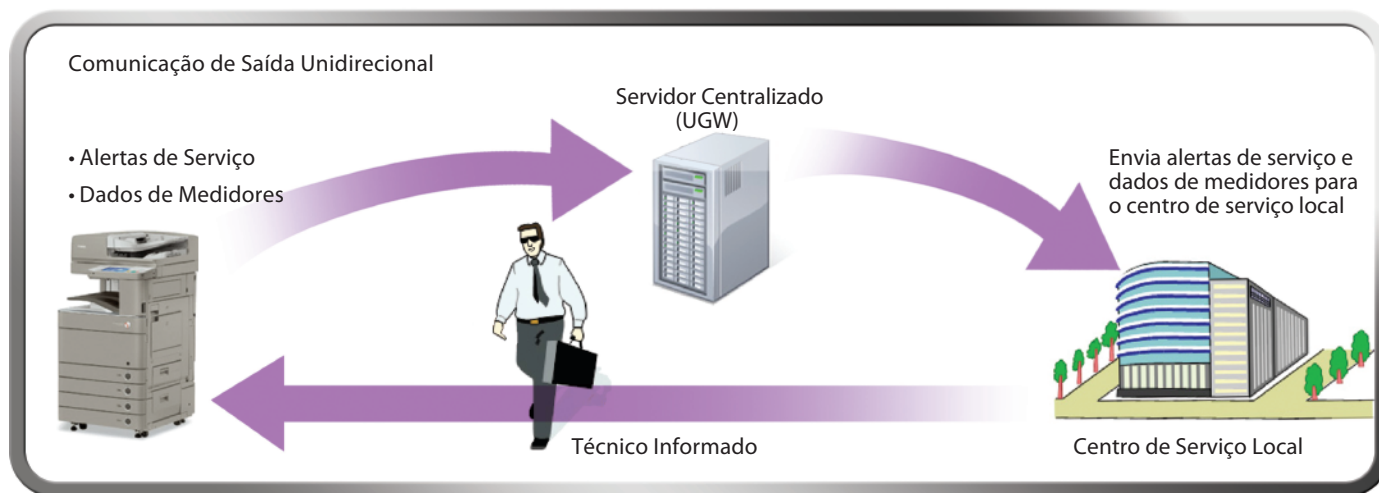 Comunicação de Saída Unidirecional
Servidor Centralizado
(UGW)
• Alertas de Serviço
• Dados de Medidores
Envia alertas de serviço e
dados de medidores para
o centro de serviço local
Técnico Informado
Centro de Serviço Local